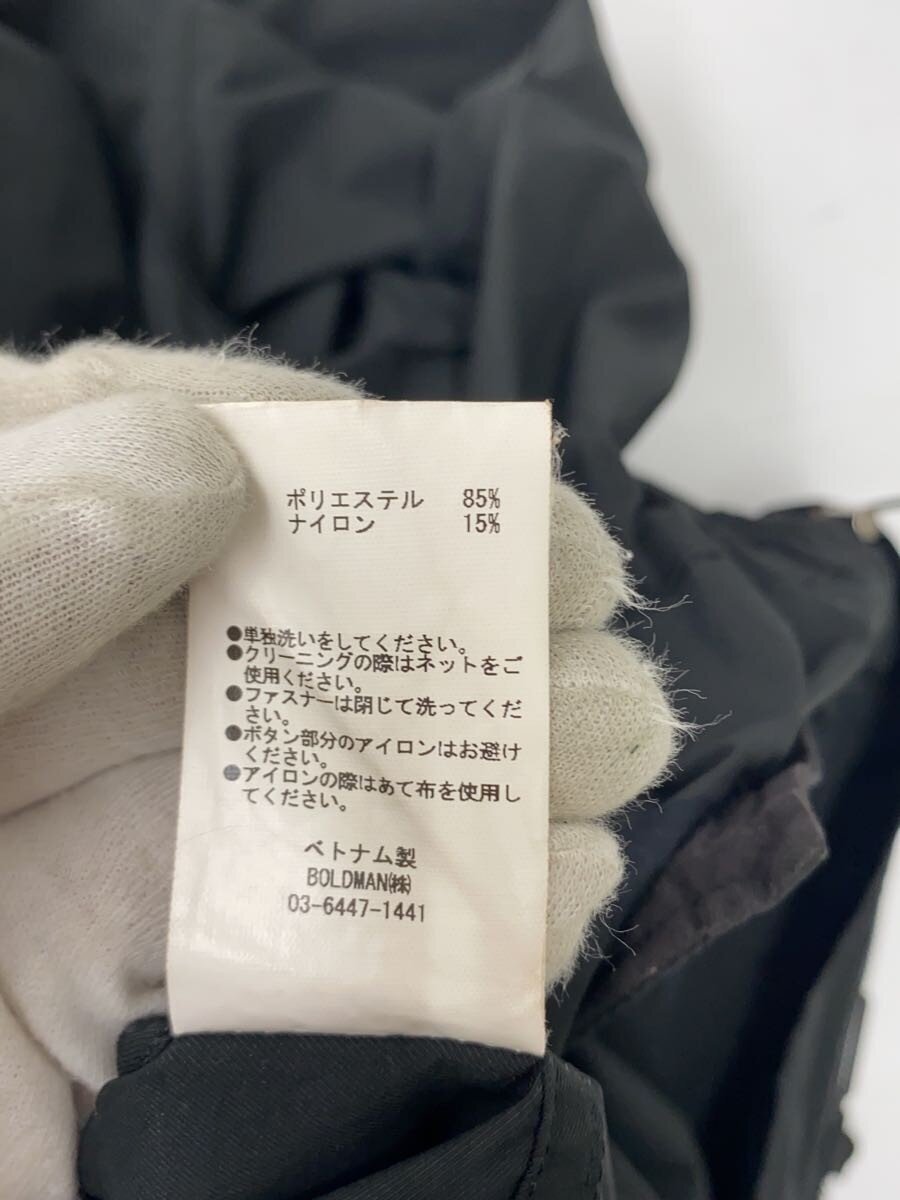 ポリエステル 85%
ナイロン 15%
●単独洗いをしてください。
●クリーニングの際はネットをご
使用ください。
●ファスナーは閉じて洗ってくだ
さい。
●ボタン部分のアイロンはお避け
ください。
●アイロンの際はあて布を使用し
てください。
ベトナム製
BOLDMAN㈱
03-6447-1441